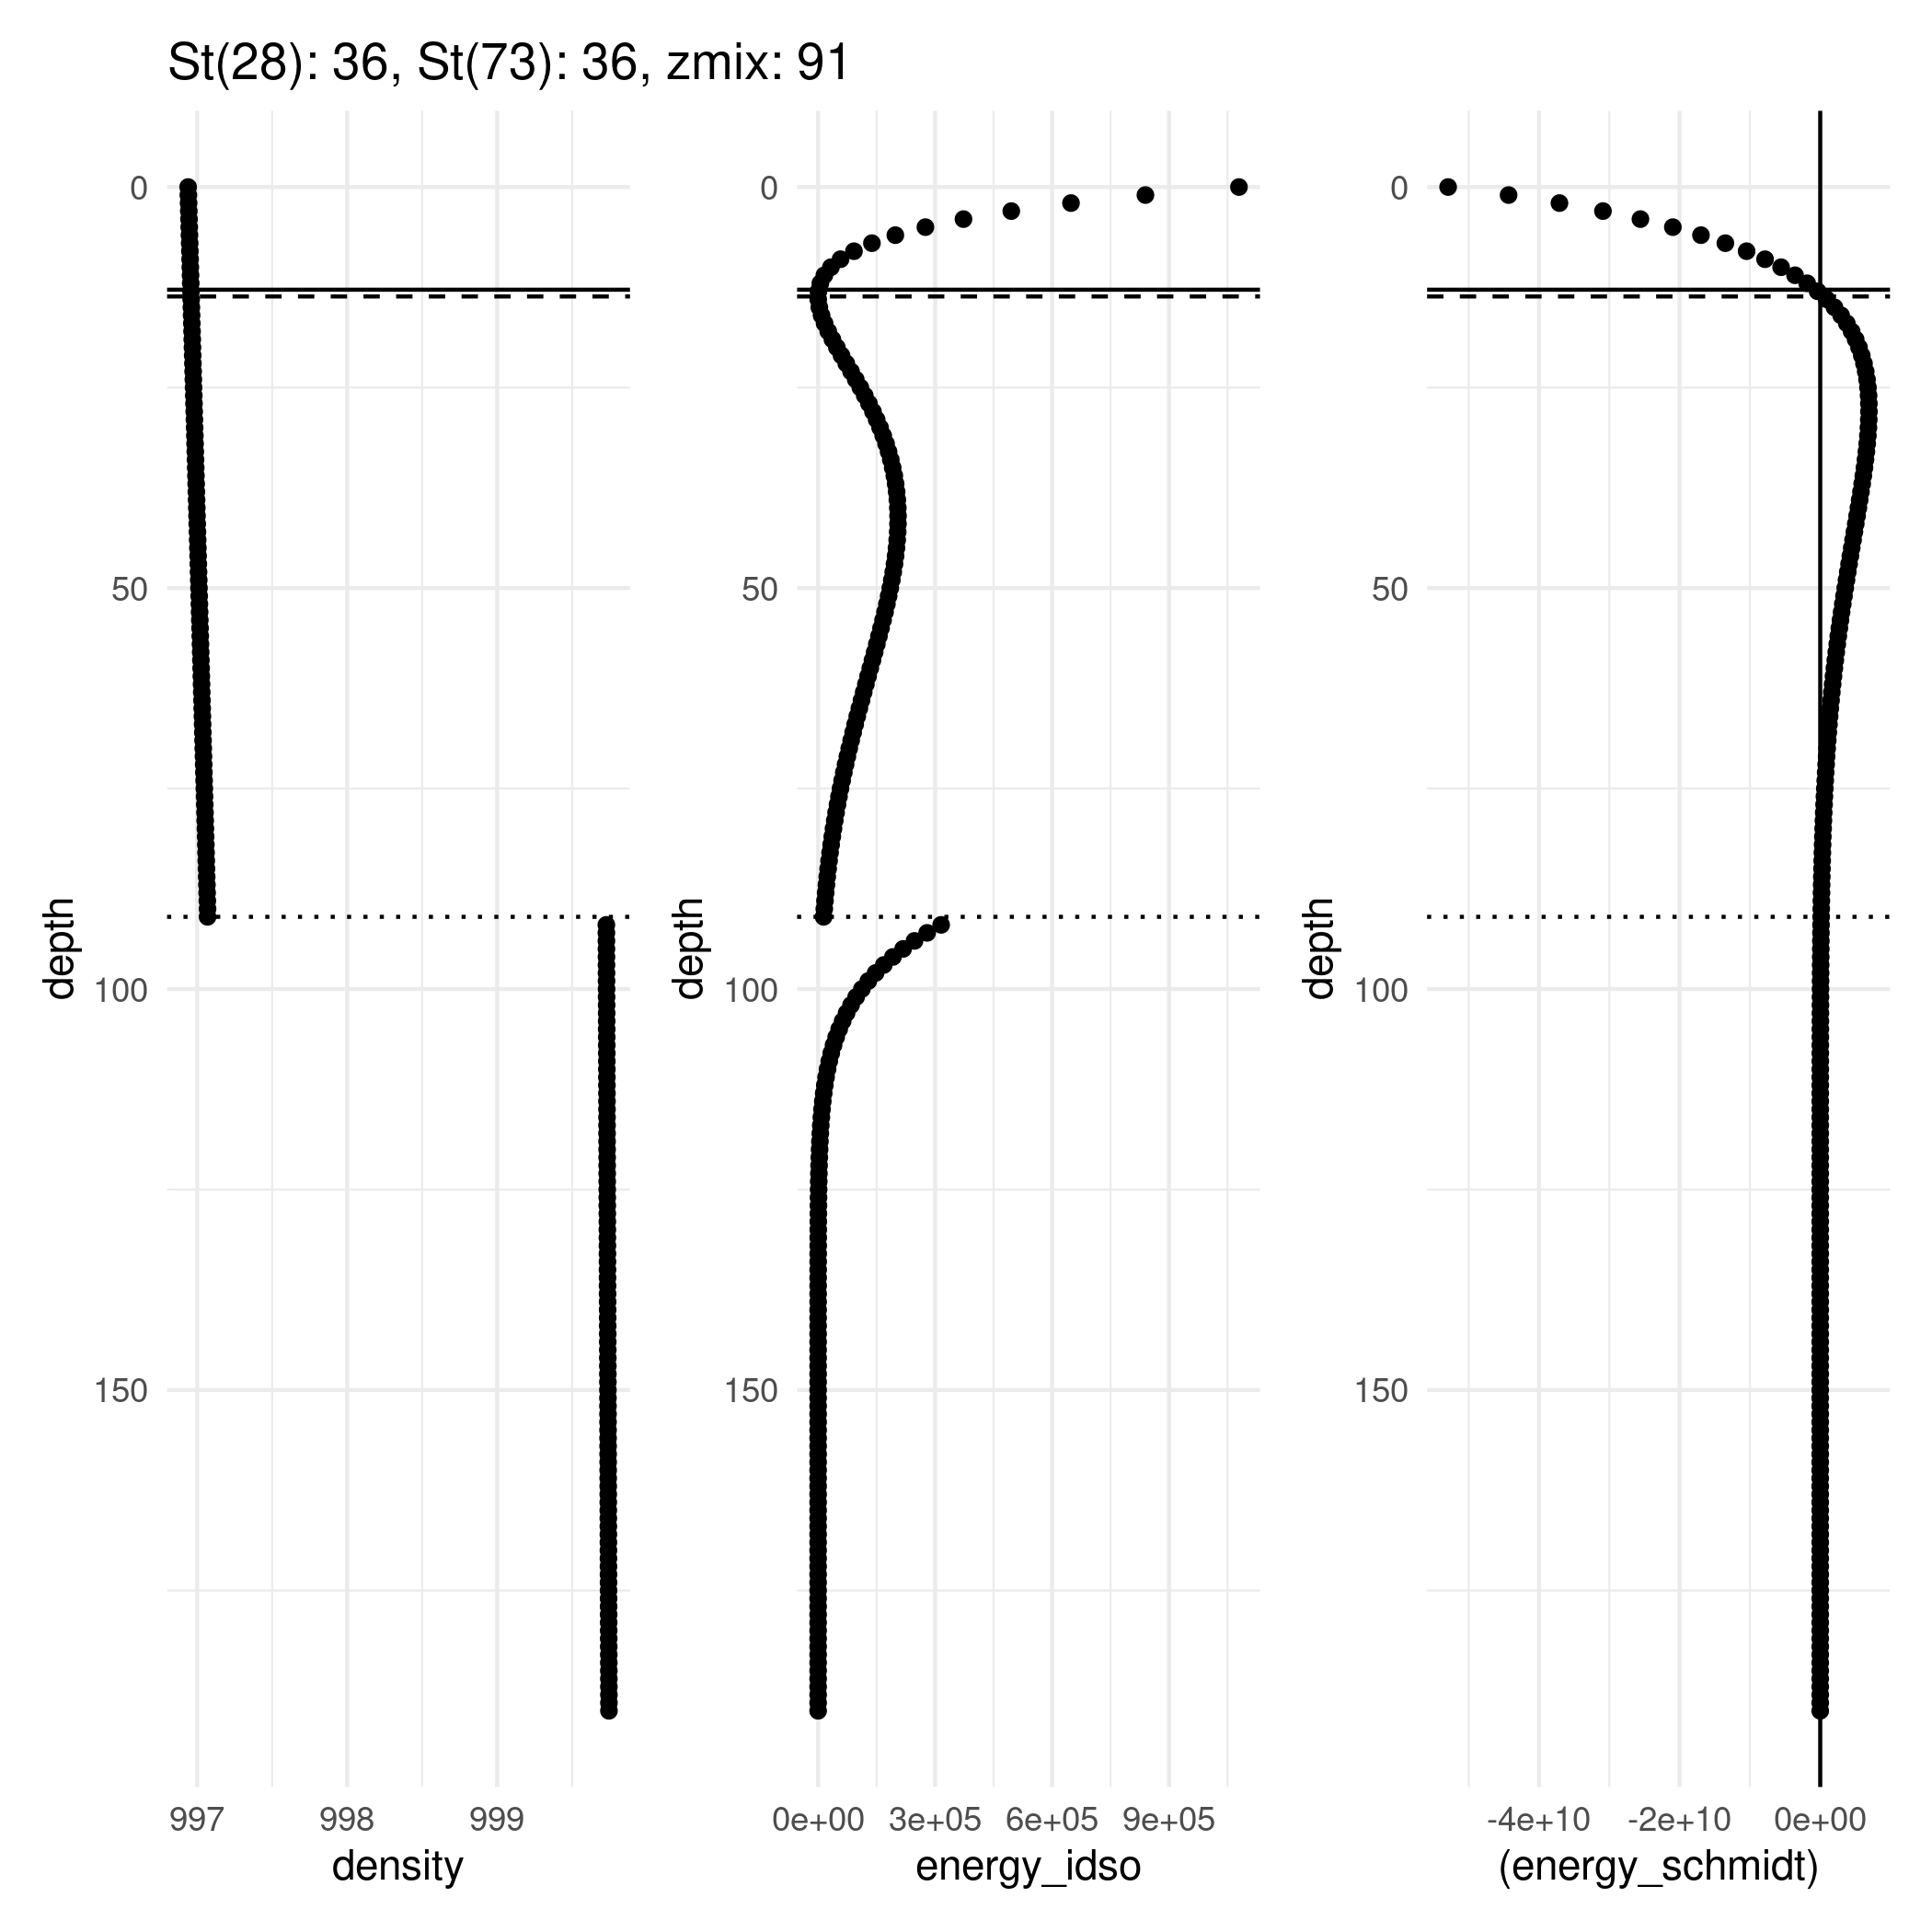 St(28): 36, St(73): 36, zmix: 91
0
50
100
150
depth
997 998 999
density
0
50
100
150
depth
0e+00 3e+05 6e+05 9e+05
energy_idso
0
50
100
150
depth
-4e+10 -2e+10 0e+00
(energy_schmidt)